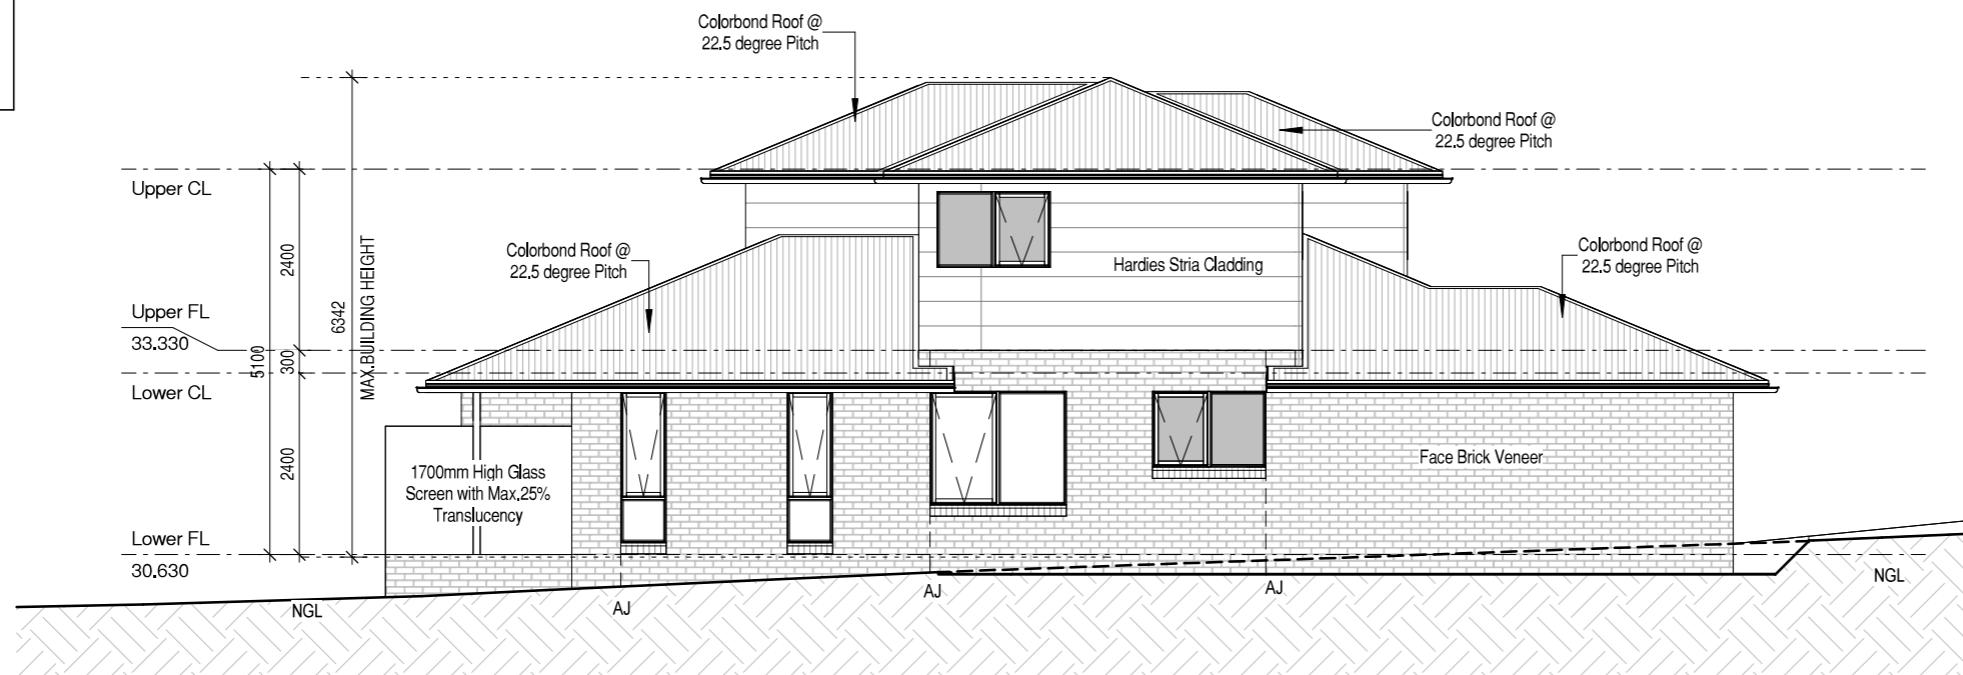 Colorbond Roof @
22.5 degree Pitch
Colorbond Roof @
22.5 degree Pitch
Upper CL
Colorbond Roof @
22.5 degree Pitch
Colorbond Roof @
22.5 degree Pitch
Hardies Stria Cladding
2400
MAX.BUILDING HEIGHT
6342
Upper FL
33.330
5100
300
Lower CL
2400
1700mm High Glass
Screen with Max.25%
Translucency
Face Brick Veneer
Lower FL
30.630
NGL
AJ
AJ
AJ
NGL